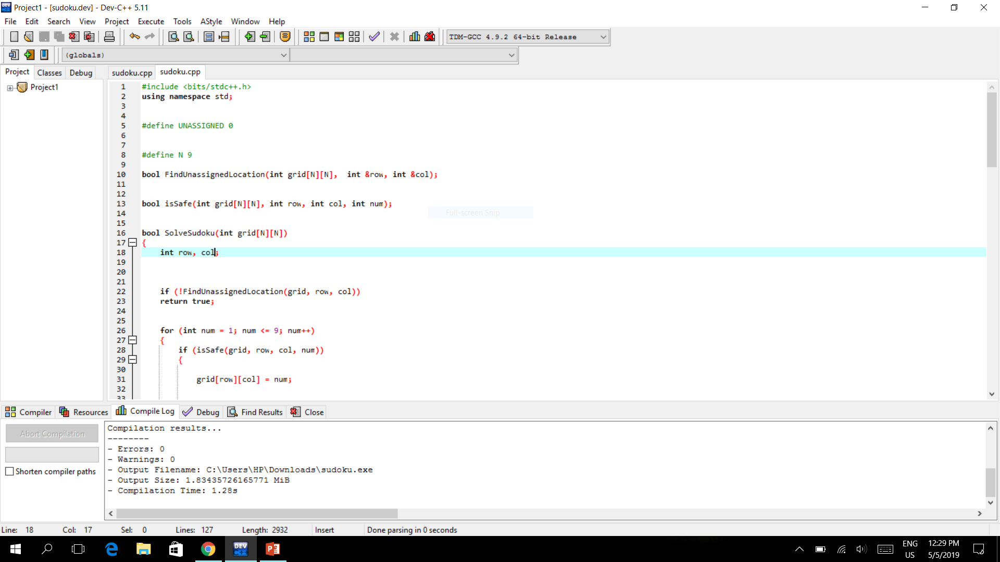 Project1 - [sudoku.dev] - Dev-C++ 5.11
File Edit Search View Project Execute Tools AStyle Window Help
TDM-GCC 4.9.2 64-bit Release
(globals)
Project Classes Debug sudoku.cpp sudoku.cpp
Project1
1 #include <bits/stdc++.h>
2 using namespace std;
3
4
5 #define UNASSIGNED 0
6
7
8 #define N 9
9
10 bool FindUnassignedLocation(int grid[N][N],  int &row, int &col);
11
12
13 bool isSafe(int grid[N][N], int row, int col, int num);
Full-screen Snip
14
15
16 bool SolveSudoku(int grid[N][N])
17 {
18     int row, col;
19
20
21
22     if (!FindUnassignedLocation(grid, row, col))
23     return true;
24
25
26     for (int num = 1; num <= 9; num++)
27     {
28         if (isSafe(grid, row, col, num))
29         {
30
31             grid[row][col] = num;
32
33
Compiler Resources Compile Log Debug Find Results Close
Abort Compilation
Shorten compiler paths
Compilation results...
--------
- Errors: 0
- Warnings: 0
- Output Filename: C:\Users\HP\Downloads\sudoku.exe
- Output Size: 1.83435726165771 MiB
- Compilation Time: 1.28s
Line: 18 Col: 17 Sel: 0 Lines: 127 Length: 2932 Insert Done parsing in 0 seconds
DEV C++ P
ENG US
12:29 PM
5/5/2019